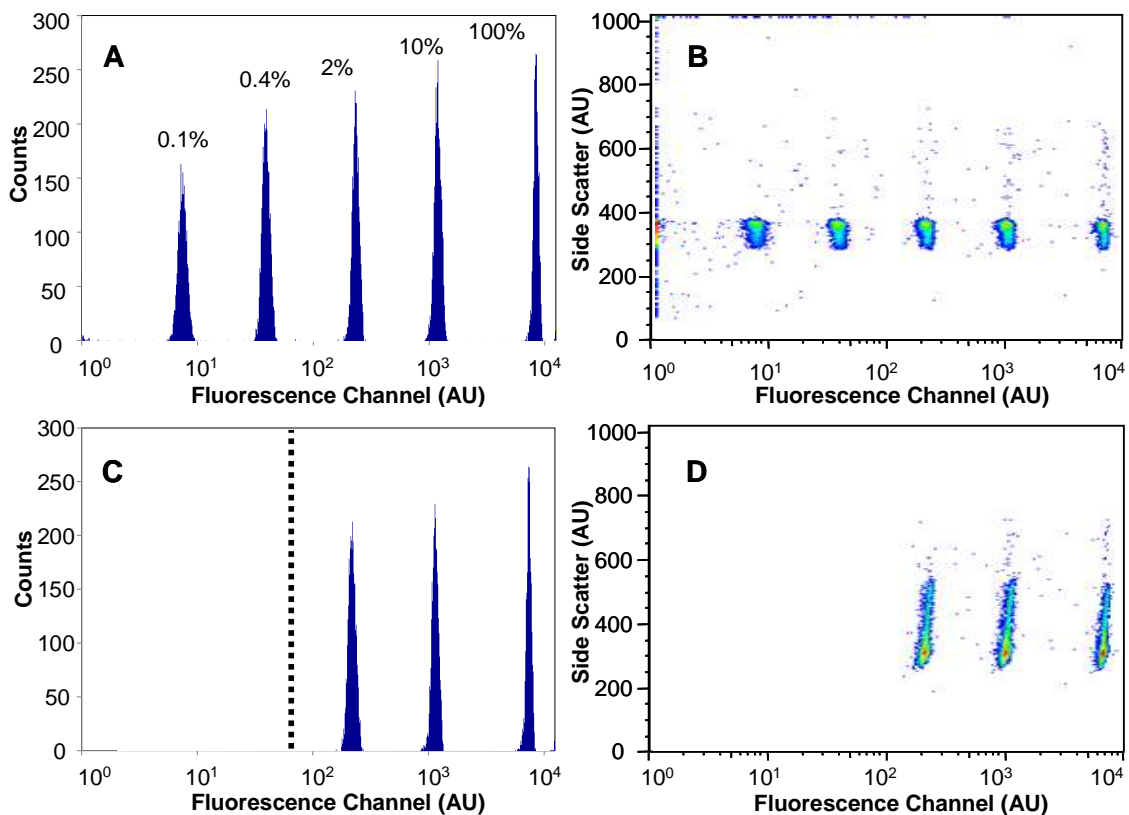 A
300
250
200
150
100
50
0
Counts
0.1%
0.4%
2%
10%
100%
10⁰ 10¹ 10² 10³ 10⁴
Fluorescence Channel (AU)
B
1000
800
600
400
200
0
Side Scatter (AU)
10⁰ 10¹ 10² 10³ 10⁴
Fluorescence Channel (AU)
C
300
250
200
150
100
50
0
Counts
10⁰ 10¹ 10² 10³ 10⁴
Fluorescence Channel (AU)
D
1000
800
600
400
200
0
Side Scatter (AU)
10⁰ 10¹ 10² 10³ 10⁴
Fluorescence Channel (AU)